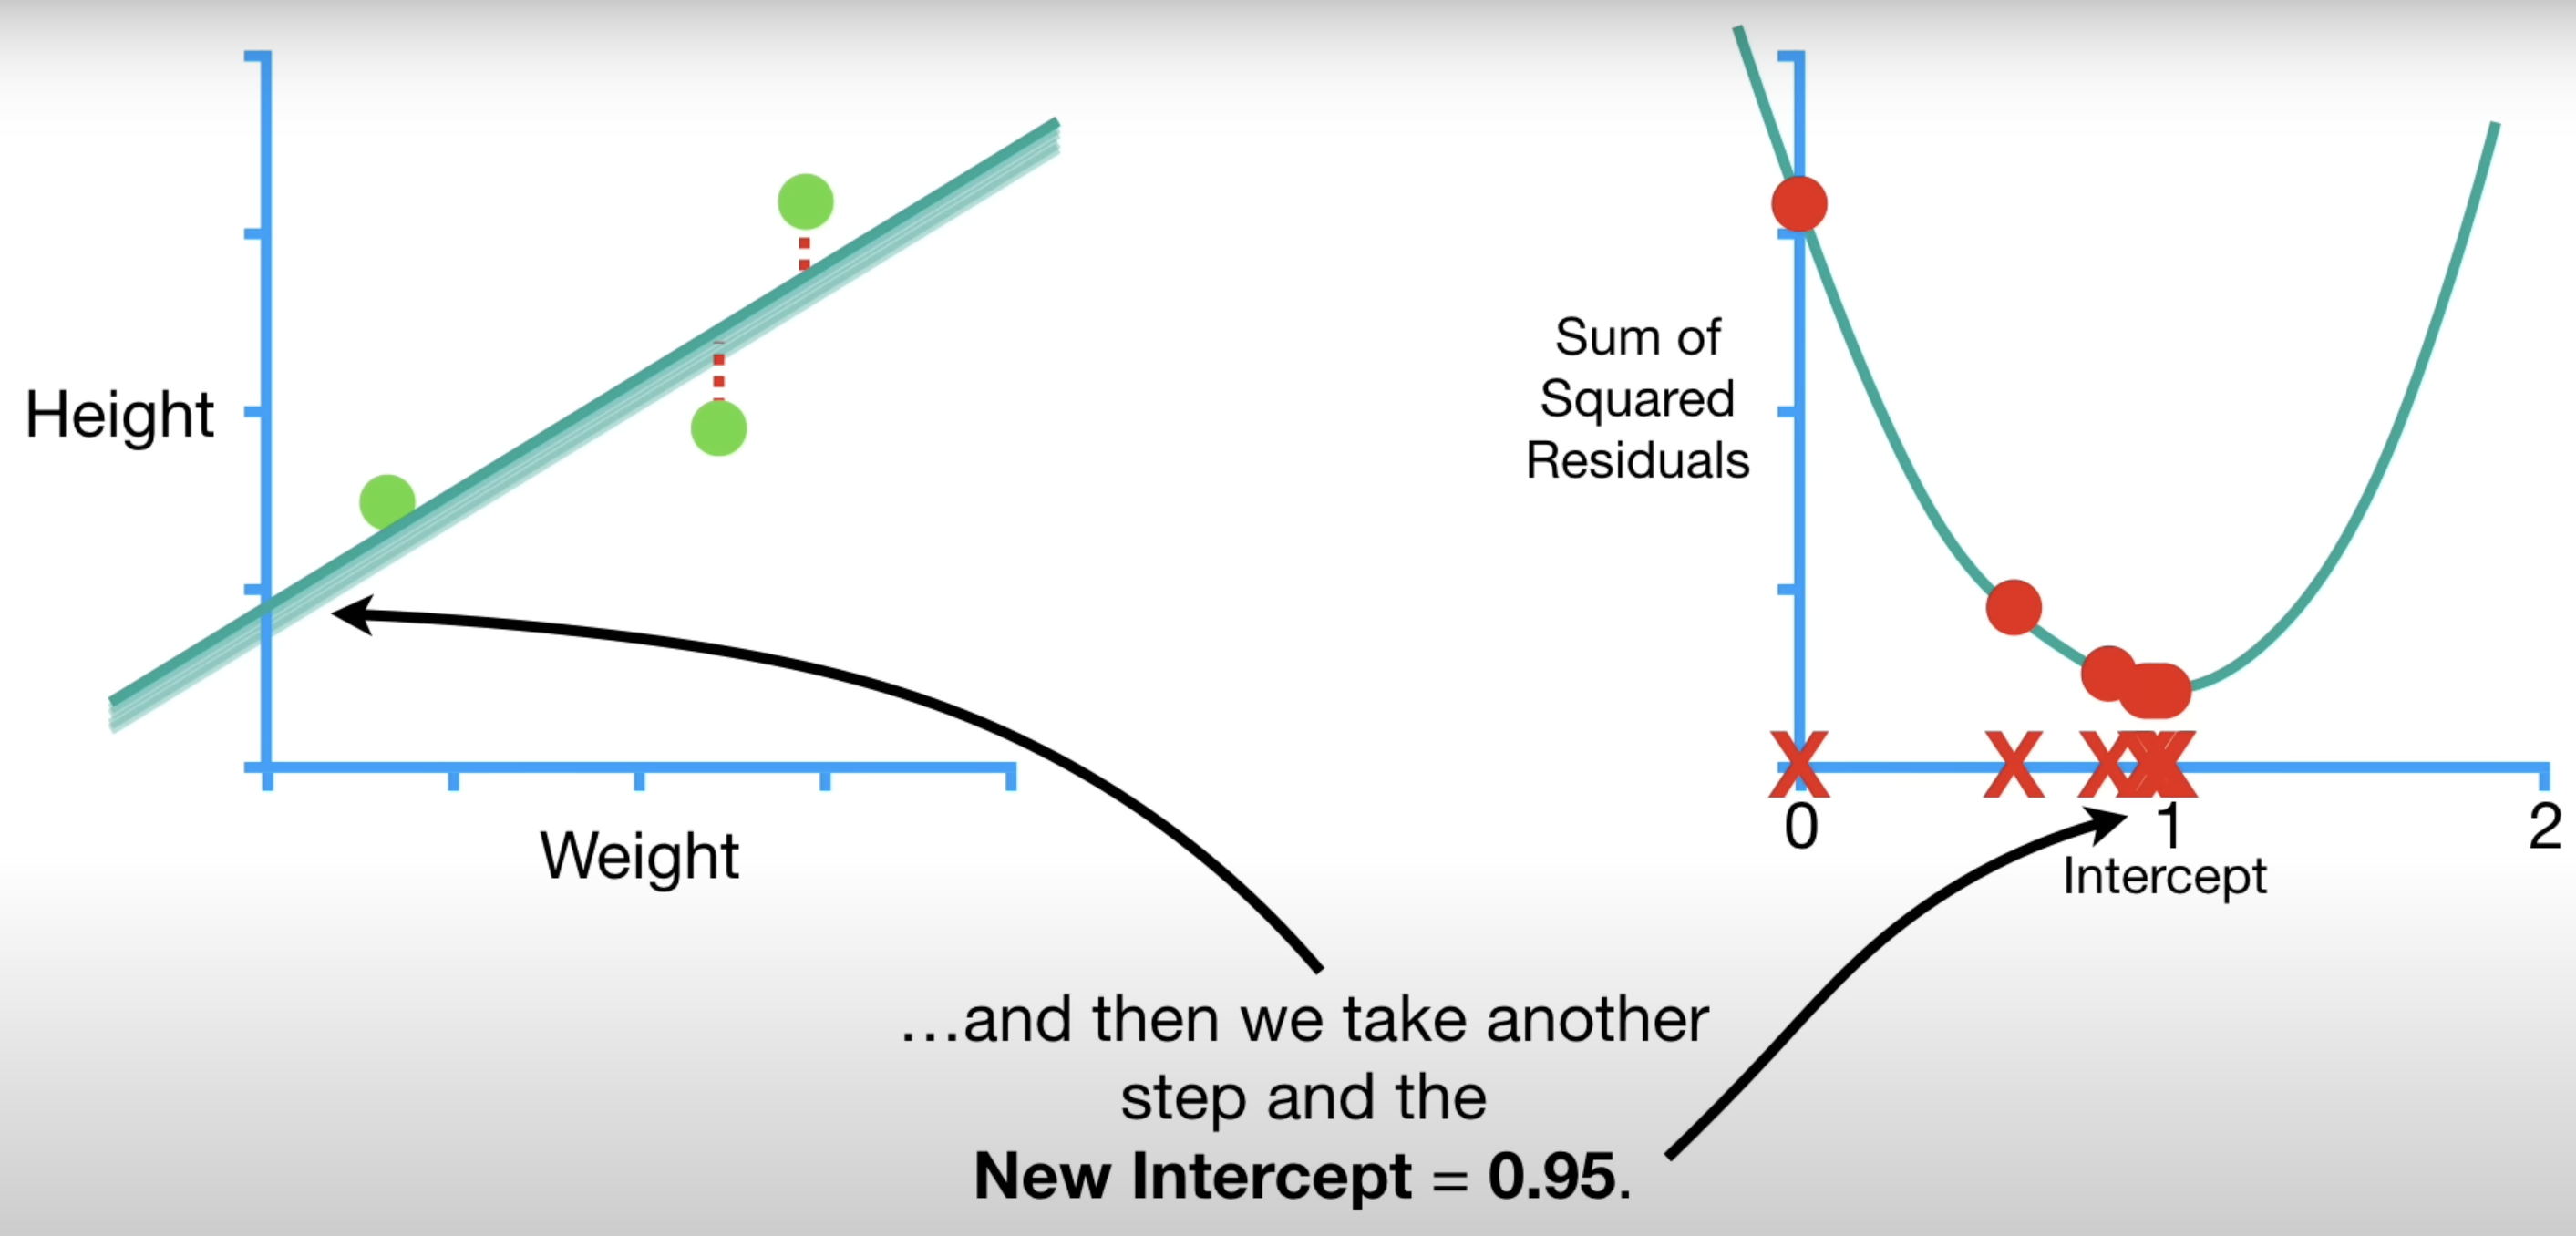 Height
Weight
Sum of
Squared
Residuals
X X X X
0 1 2
Intercept
…and then we take another
step and the
New Intercept = 0.95.